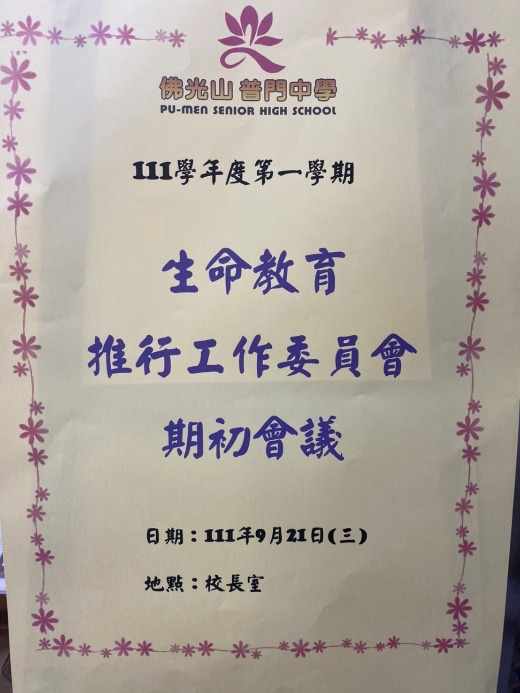 佛光山 普門中學
PU-MEN SENIOR HIGH SCHOOL
111學年度第一學期
生命教育
推行工作委員會
期初會議
日期：111年9月21日(三)
地點：校長室